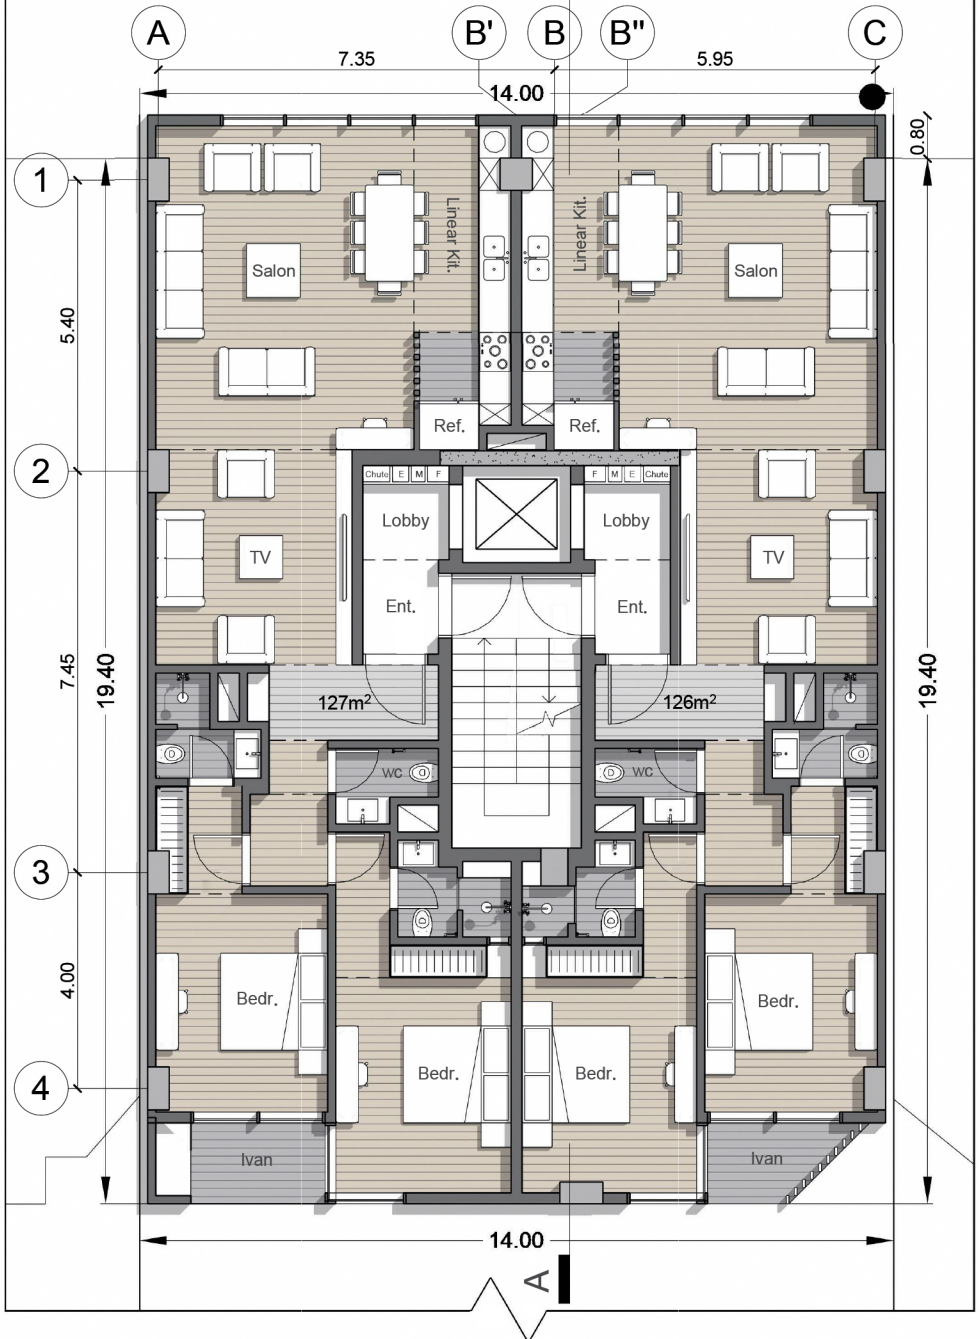 A B' B B" C
7.35 5.95
14.00
0.80
1
Linear Kit. Linear Kit.
Salon Salon
5.40
Ref. Ref.
2
Chute E M F F M E Chute
Lobby Lobby
TV TV
Ent. Ent.
7.45
19.40 19.40
127m² 126m²
WC WC
3
4.00
Bedr. Bedr.
Bedr. Bedr.
4
Ivan Ivan
14.00
A